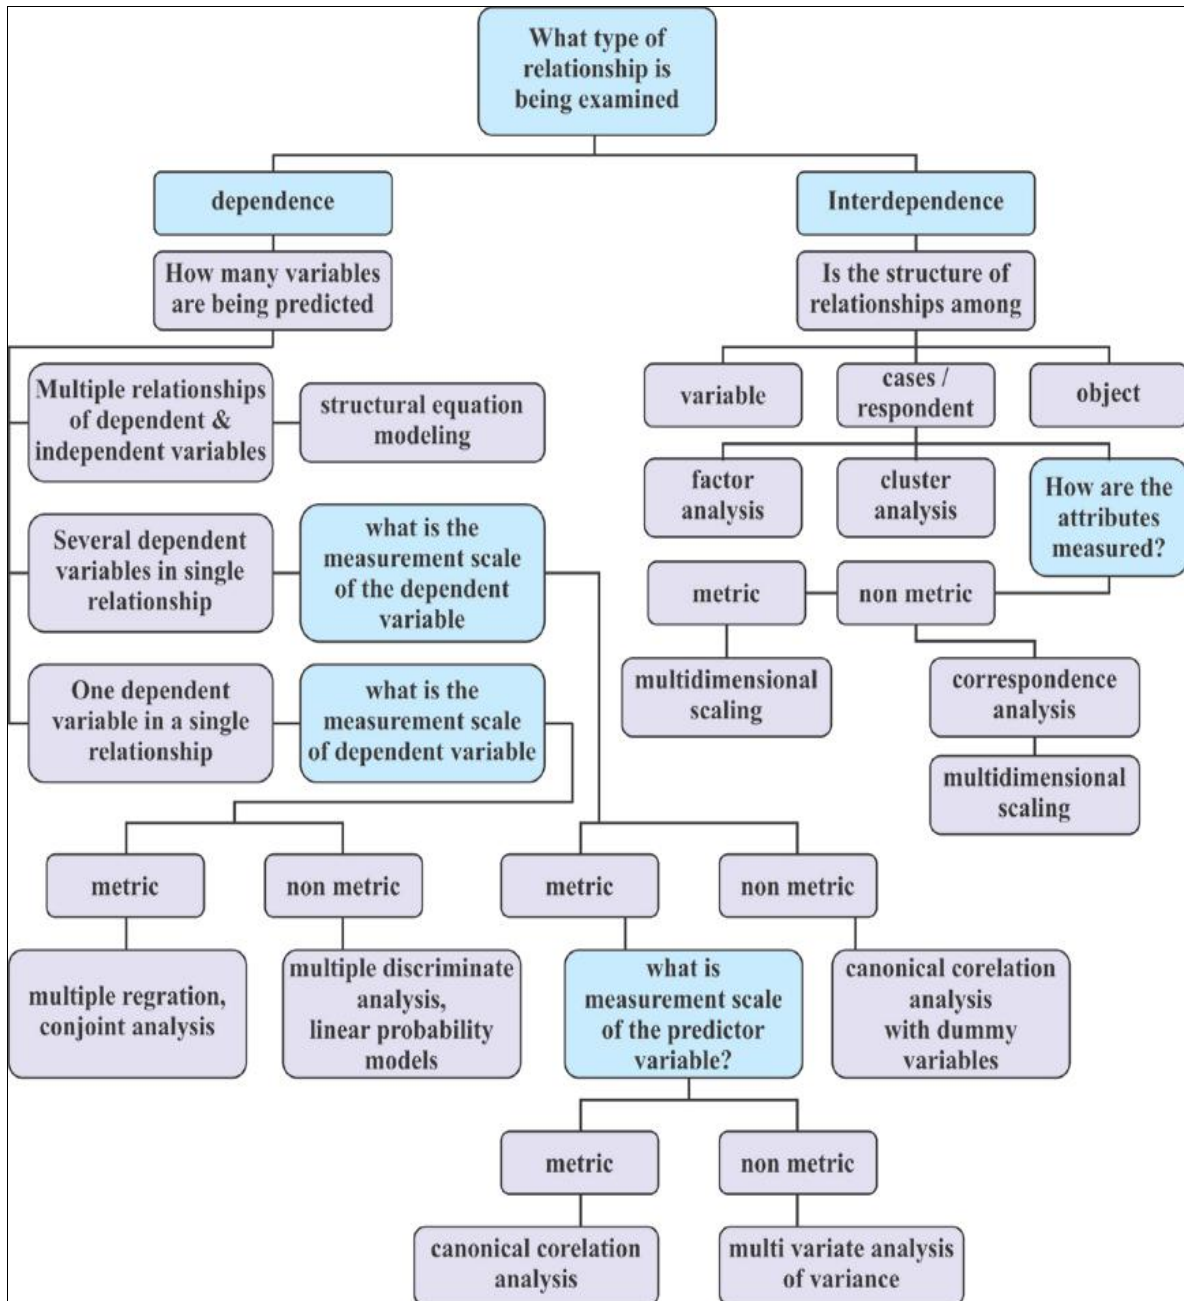 What type of
relationship is
being examined
dependence
Interdependence
How many variables
are being predicted
Is the structure of
relationships among
variable
cases /
respondent
object
Multiple relationships
of dependent &
independent variables
structural equation
modeling
factor
analysis
cluster
analysis
How are the
attributes
measured?
Several dependent
variables in single
relationship
what is the
measurement scale
of the dependent
variable
metric
non metric
One dependent
variable in a single
relationship
what is the
measurement scale
of dependent variable
multidimensional
scaling
correspondence
analysis
multidimensional
scaling
metric
non metric
metric
non metric
multiple regration,
conjoint analysis
multiple discriminate
analysis,
linear probability
models
what is
measurement scale
of the predictor
variable?
canonical corelation
analysis
with dummy
variables
metric
non metric
canonical corelation
analysis
multi variate analysis
of variance